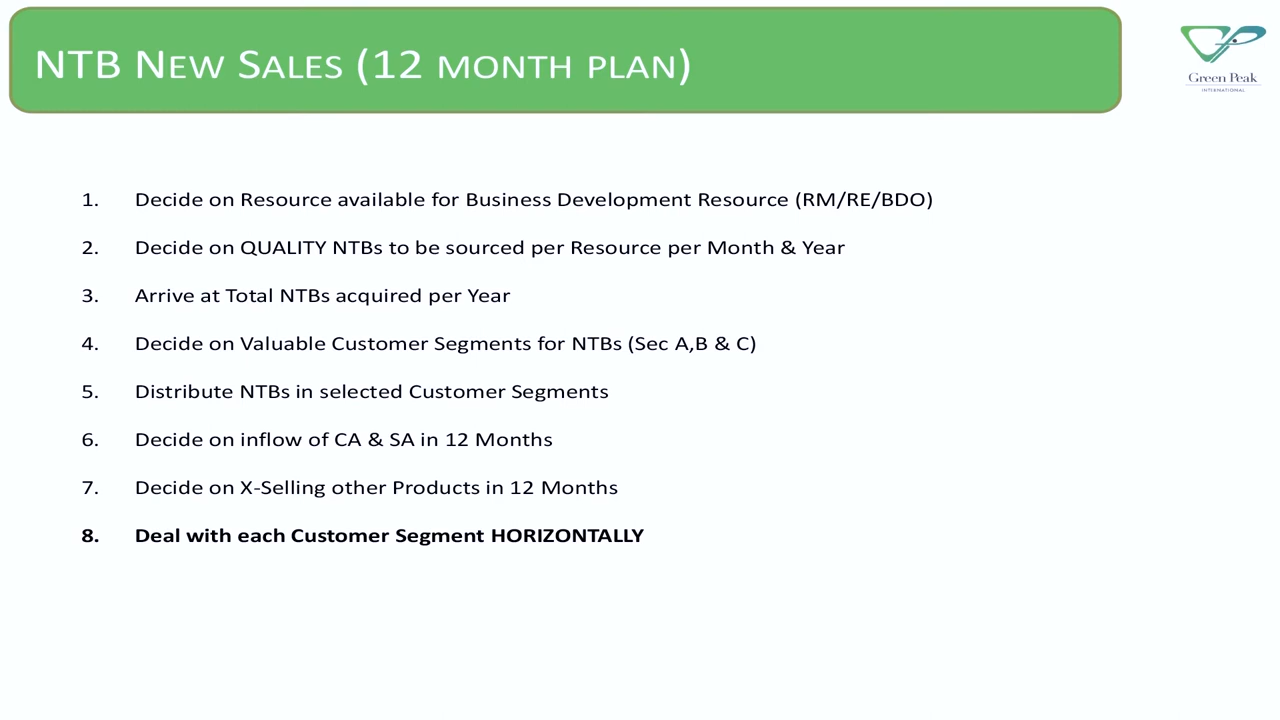 NTB New Sales (12 month plan)
Green Peak
INTERNATIONAL
1. Decide on Resource available for Business Development Resource (RM/RE/BDO)
2. Decide on QUALITY NTBs to be sourced per Resource per Month & Year
3. Arrive at Total NTBs acquired per Year
4. Decide on Valuable Customer Segments for NTBs (Sec A,B & C)
5. Distribute NTBs in selected Customer Segments
6. Decide on inflow of CA & SA in 12 Months
7. Decide on X-Selling other Products in 12 Months
8. Deal with each Customer Segment HORIZONTALLY